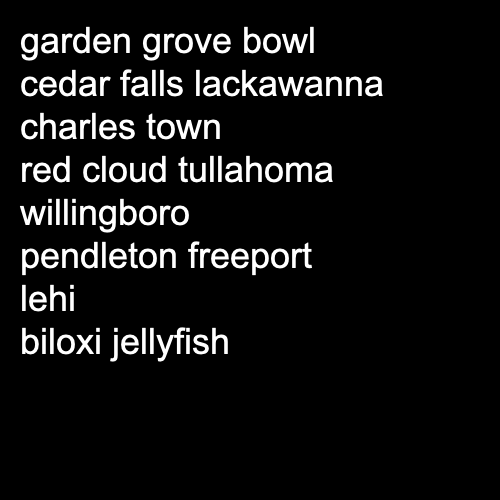 garden grove bowl
cedar falls lackawanna
charles town
red cloud tullahoma
willingboro
pendleton freeport
lehi
biloxi jellyfish